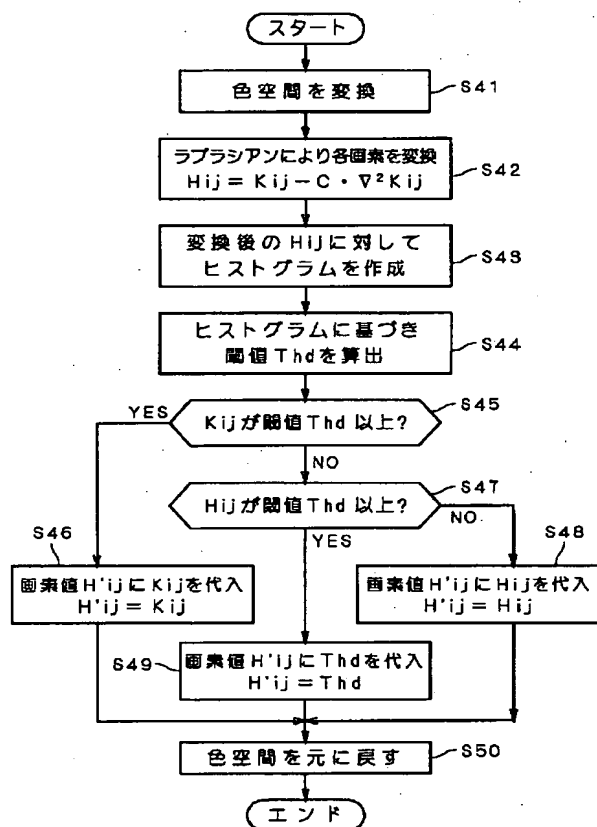 スタート
色空間を変換
S41
ラプラシアンにより各画素を変換
Hij = Kij－C・∇²Kij
S42
変換後のHijに対して
ヒストグラムを作成
S43
ヒストグラムに基づき
閾値Thdを算出
S44
Kijが閾値Thd以上?
S45
YES
NO
Hijが閾値Thd以上?
S47
YES
NO
S46
画素値H'ijにKijを代入
H'ij = Kij
S48
画素値H'ijにHijを代入
H'ij = Hij
S49
画素値H'ijにThdを代入
H'ij = Thd
色空間を元に戻す
S50
エンド